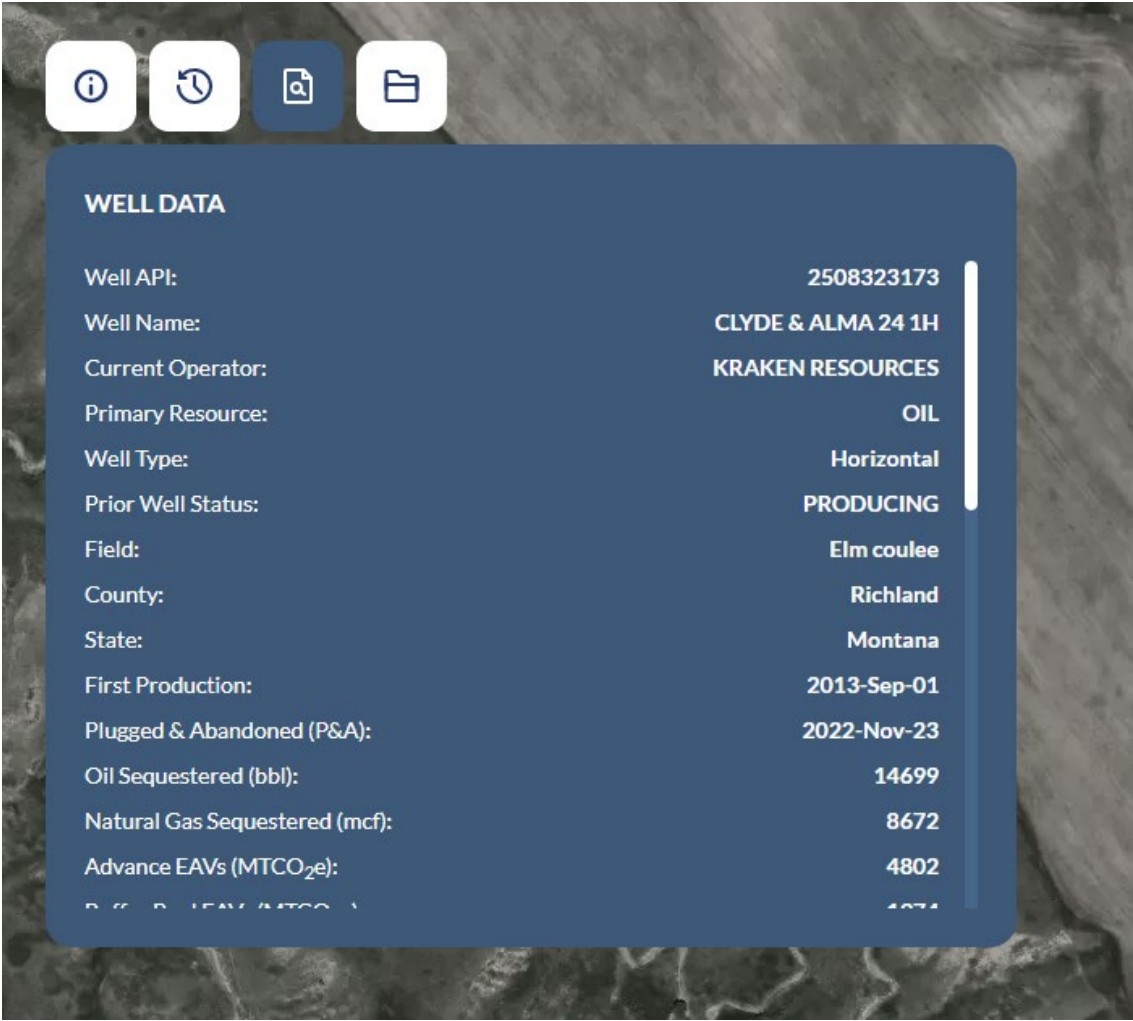 WELL DATA
Well API: 2508323173
Well Name: CLYDE & ALMA 24 1H
Current Operator: KRAKEN RESOURCES
Primary Resource: OIL
Well Type: Horizontal
Prior Well Status: PRODUCING
Field: Elm coulee
County: Richland
State: Montana
First Production: 2013-Sep-01
Plugged & Abandoned (P&A): 2022-Nov-23
Oil Sequestered (bbl): 14699
Natural Gas Sequestered (mcf): 8672
Advance EAVs (MTCO₂e): 4802